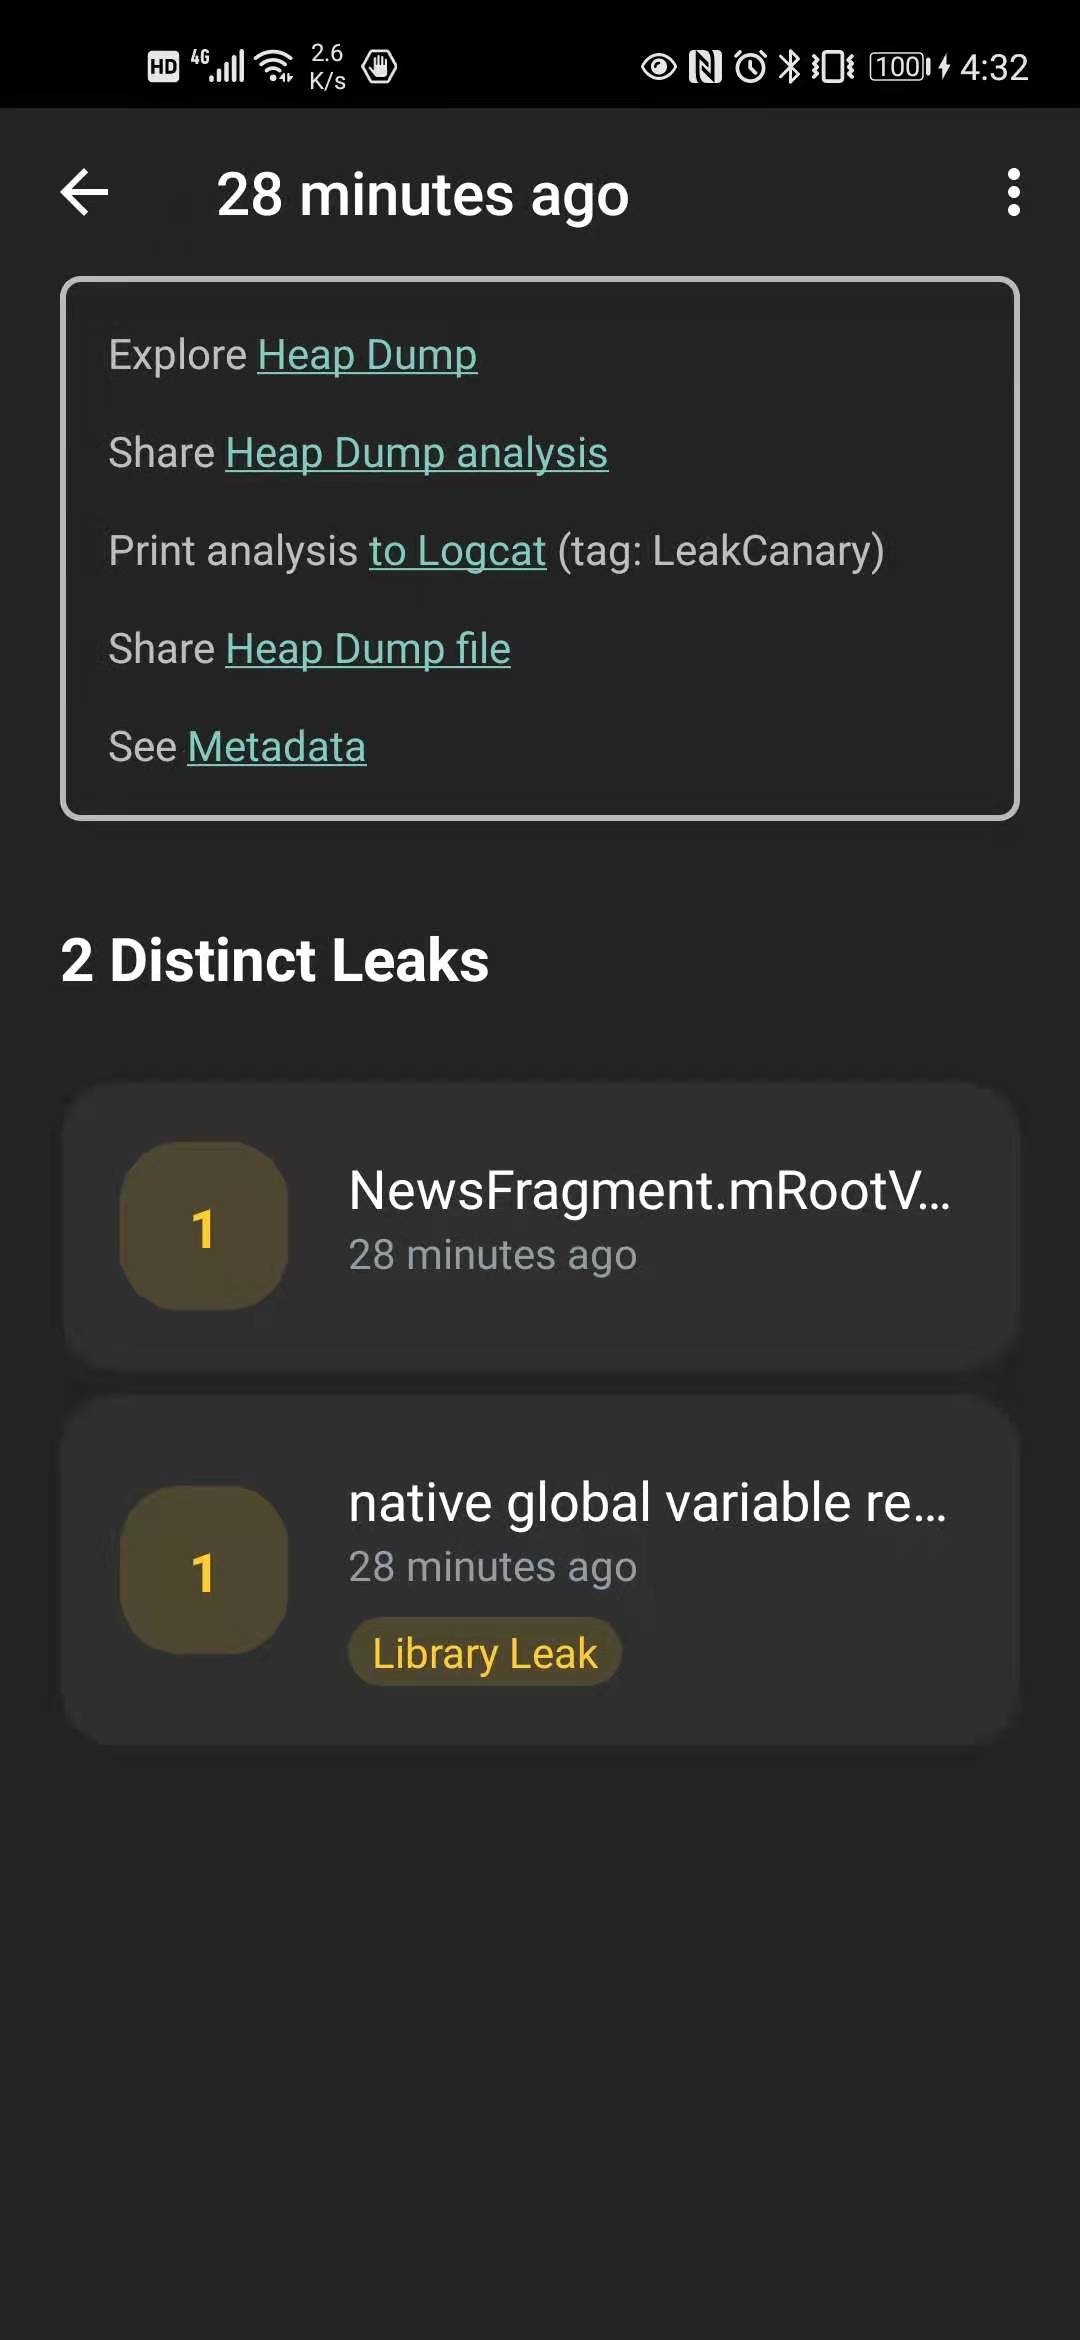 HD 4G 2.6 K/s 100 4:32
28 minutes ago
Explore Heap Dump
Share Heap Dump analysis
Print analysis to Logcat (tag: LeakCanary)
Share Heap Dump file
See Metadata
2 Distinct Leaks
1
NewsFragment.mRootV...
28 minutes ago
1
native global variable re...
28 minutes ago
Library Leak